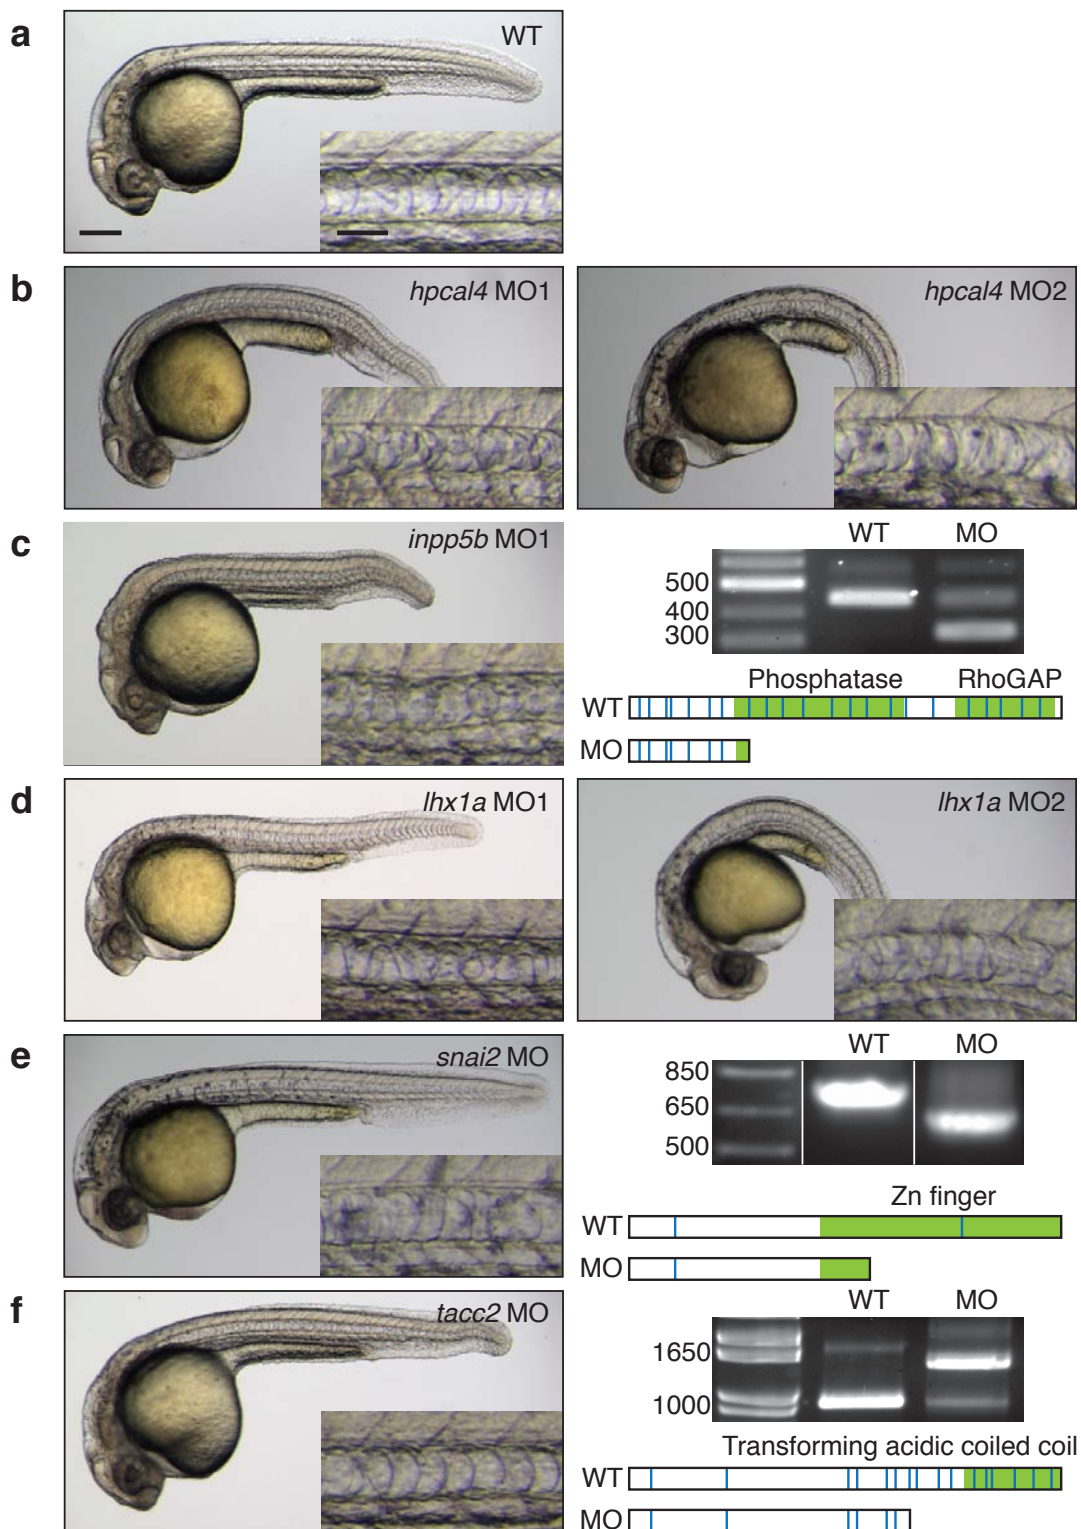 a
WT
b
hpcal4 MO1
hpcal4 MO2
c
inpp5b MO1
WT MO
500
400
300
Phosphatase RhoGAP
WT
MO
d
lhx1a MO1
lhx1a MO2
e
snai2 MO
WT MO
850
650
500
Zn finger
WT
MO
f
tacc2 MO
WT MO
1650
1000
Transforming acidic coiled coil
WT
MO